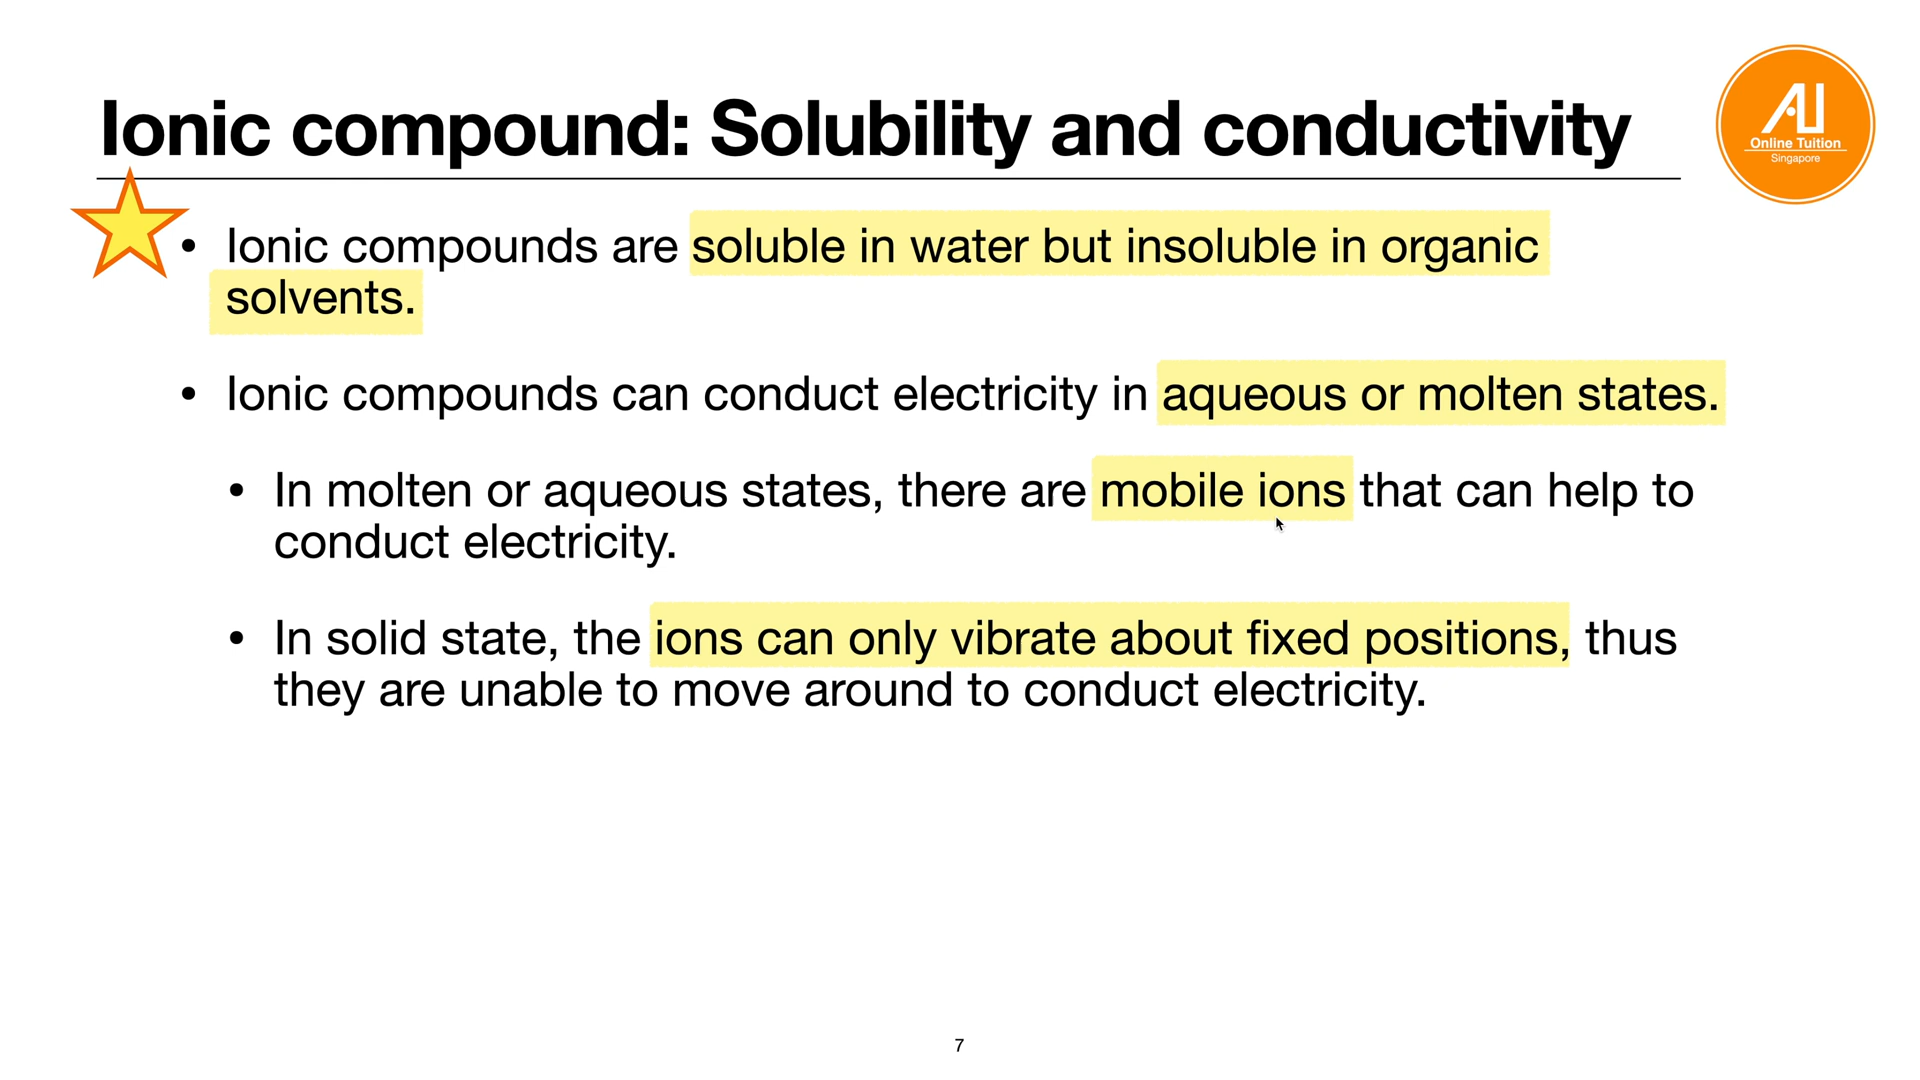 Ionic compound: Solubility and conductivity
AU
Online Tuition
Singapore
• Ionic compounds are soluble in water but insoluble in organic
solvents.
• Ionic compounds can conduct electricity in aqueous or molten states.
• In molten or aqueous states, there are mobile ions that can help to
conduct electricity.
• In solid state, the ions can only vibrate about fixed positions, thus
they are unable to move around to conduct electricity.
7